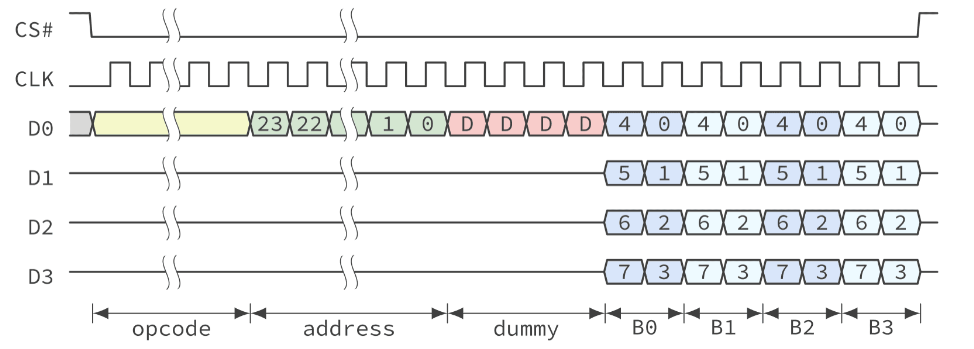 CS#
CLK
D0 23 22 1 0 D D D D 4 0 4 0 4 0 4 0
D1 5 1 5 1 5 1 5 1
D2 6 2 6 2 6 2 6 2
D3 7 3 7 3 7 3 7 3
opcode address dummy B0 B1 B2 B3